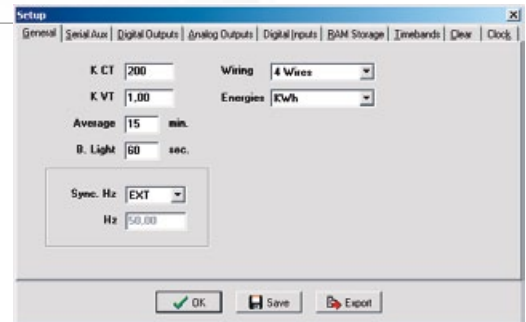 Setup
General Serial Aux Digital Outputs Analog Outputs Digital Inputs RAM Storage Timebands Clear Clock
K CT 200 Wiring 4 Wires
K VT 1,00 Energies KWh
Average 15 min.
B. Light 60 sec.
Sync. Hz EXT
Hz 50,00
OK Save Export